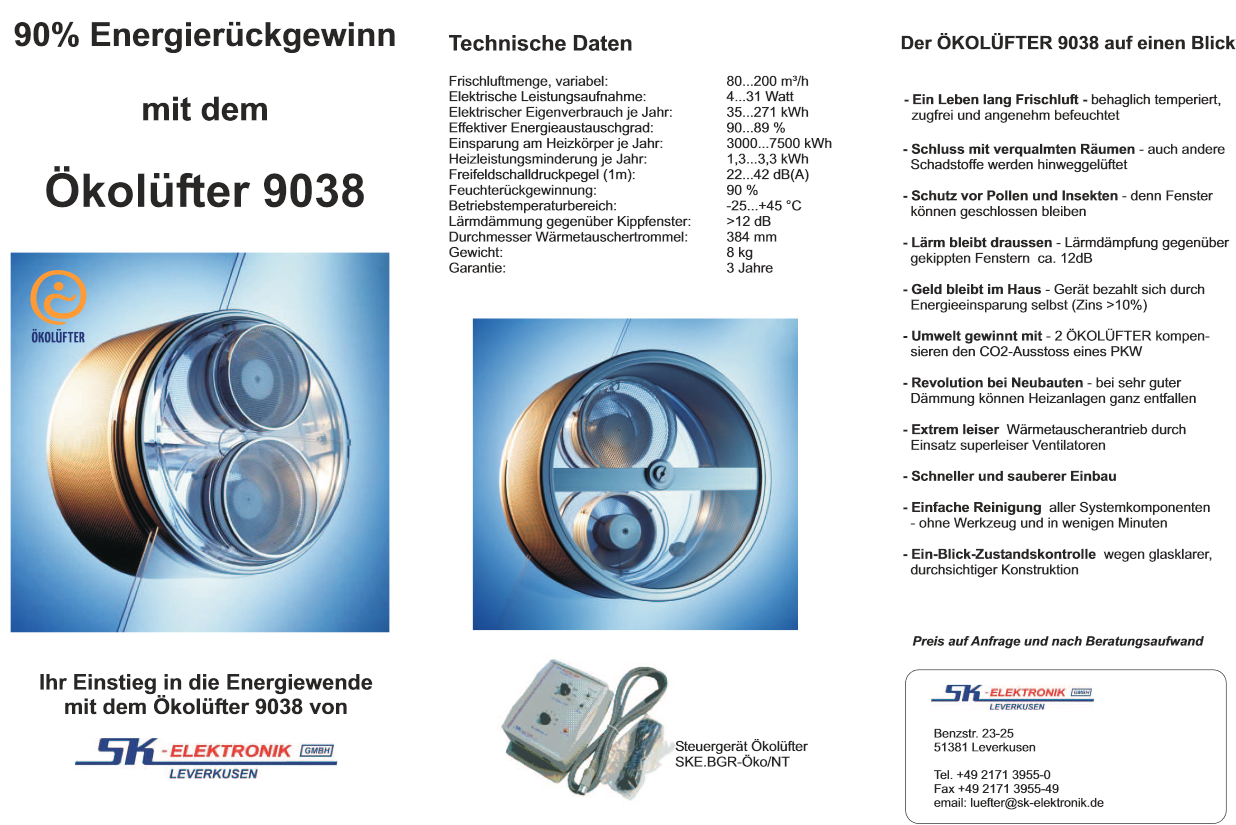 90% Energierückgewinn
mit dem
Ökolüfter 9038
ÖKOLÜFTER
Ihr Einstieg in die Energiewende
mit dem Ökolüfter 9038 von
SK-ELEKTRONIK GMBH
LEVERKUSEN
Technische Daten
Frischluftmenge, variabel: 80...200 m³/h
Elektrische Leistungsaufnahme: 4...31 Watt
Elektrischer Eigenverbrauch je Jahr: 35...271 kWh
Effektiver Energieaustauschgrad: 90...89 %
Einsparung am Heizkörper je Jahr: 3000...7500 kWh
Heizleistungsminderung je Jahr: 1,3...3,3 kWh
Freifeldschalldruckpegel (1m): 22...42 dB(A)
Feuchterückgewinnung: 90 %
Betriebstemperaturbereich: -25...+45 °C
Lärmdämmung gegenüber Kippfenster: >12 dB
Durchmesser Wärmetauschertrommel: 384 mm
Gewicht: 8 kg
Garantie: 3 Jahre
Steuergerät Ökolüfter
SKE.BGR-Öko/NT
Der ÖKOLÜFTER 9038 auf einen Blick
- Ein Leben lang Frischluft - behaglich temperiert,
zugfrei und angenehm befeuchtet
- Schluss mit verqualmten Räumen - auch andere
Schadstoffe werden hinweggelüftet
- Schutz vor Pollen und Insekten - denn Fenster
können geschlossen bleiben
- Lärm bleibt draussen - Lärmdämpfung gegenüber
gekippten Fenstern ca. 12dB
- Geld bleibt im Haus - Gerät bezahlt sich durch
Energieeinsparung selbst (Zins >10%)
- Umwelt gewinnt mit - 2 ÖKOLÜFTER kompen-
sieren den CO2-Ausstoss eines PKW
- Revolution bei Neubauten - bei sehr guter
Dämmung können Heizanlagen ganz entfallen
- Extrem leiser Wärmetauscherantrieb durch
Einsatz superleiser Ventilatoren
- Schneller und sauberer Einbau
- Einfache Reinigung aller Systemkomponenten
- ohne Werkzeug und in wenigen Minuten
- Ein-Blick-Zustandskontrolle wegen glasklarer,
durchsichtiger Konstruktion
Preis auf Anfrage und nach Beratungsaufwand
SK-ELEKTRONIK GMBH
LEVERKUSEN
Benzstr. 23-25
51381 Leverkusen
Tel. +49 2171 3955-0
Fax +49 2171 3955-49
email: luefter@sk-elektronik.de